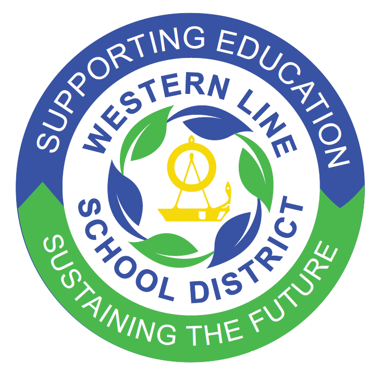 SUPPORTING EDUCATION
WESTERN LINE
SCHOOL DISTRICT
SUSTAINING THE FUTURE